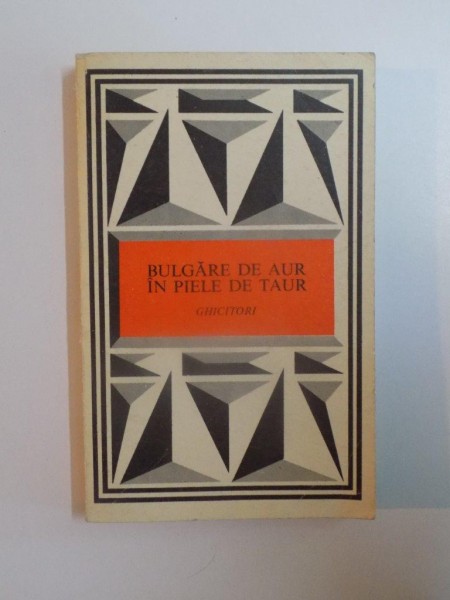 BULGĂRE DE AUR
ÎN PIELE DE TAUR
GHICITORI